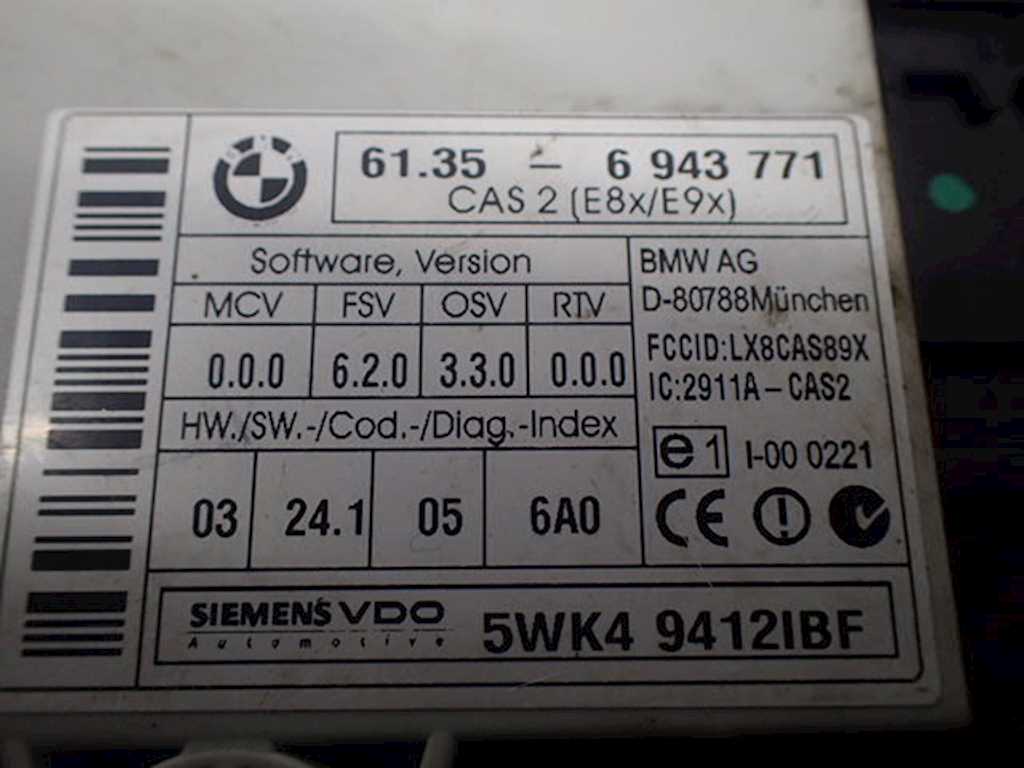 61.35 – 6 943 771
CAS 2 (E8x/E9x)
Software, Version
MCV FSV OSV RTV
0.0.0 6.2.0 3.3.0 0.0.0
HW./SW.-/Cod.-/Diag.-Index
03 24.1 05 6A0
BMW AG
D-80788München
FCCID:LX8CAS89X
IC:2911A–CAS2
e1 I-00 0221
CE
SIEMENS VDO
Automotive
5WK4 9412IBF